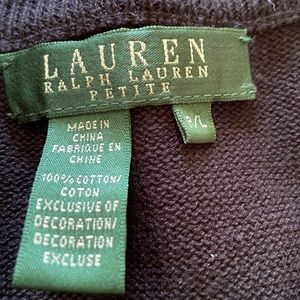 LAUREN
RALPH LAUREN
PETITE
P/L
MADE IN
CHINA
FABRIQUE EN
CHINE
100% COTTON/
COTON
EXCLUSIVE OF
DECORATION/
DECORATION
EXCLUSE